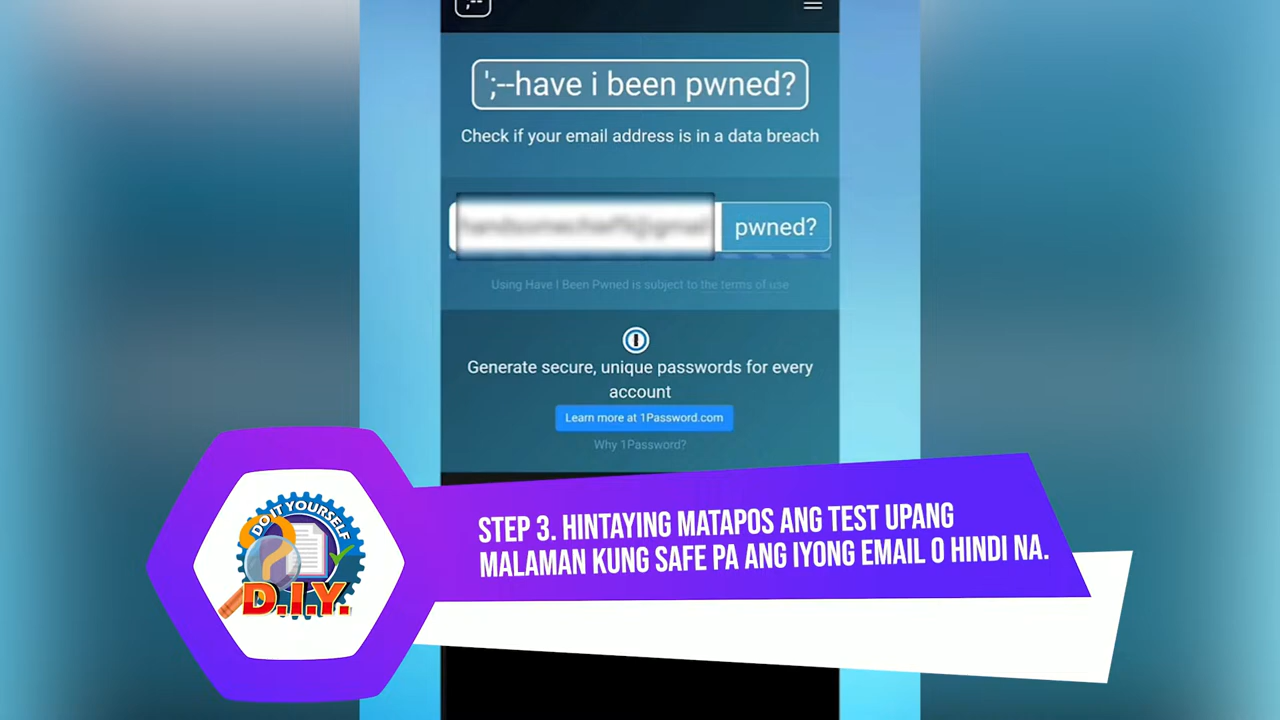 ';--
';--have i been pwned?
Check if your email address is in a data breach
pwned?
Using Have I Been Pwned is subject to the terms of use
Generate secure, unique passwords for every
account
Learn more at 1Password.com
Why 1Password?
STEP 3. HINTAYING MATAPOS ANG TEST UPANG
MALAMAN KUNG SAFE PA ANG IYONG EMAIL O HINDI NA.
DO IT YOURSELF
D.I.Y.